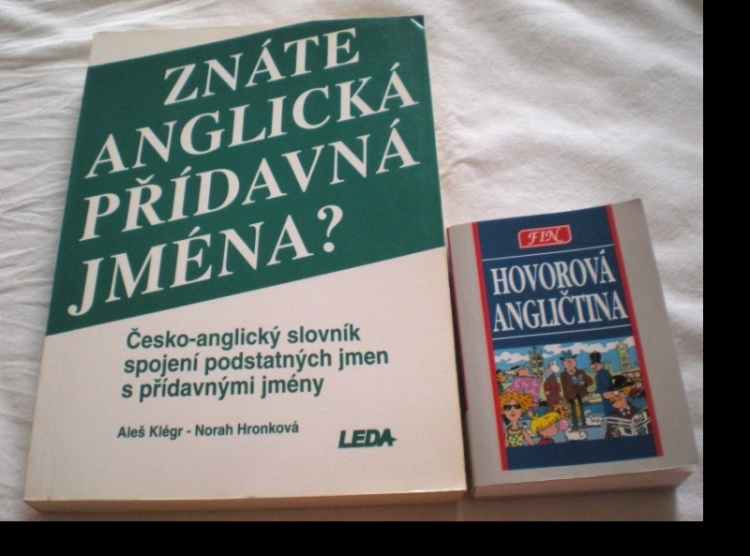 ZNÁTE
ANGLICKÁ
PŘÍDAVNÁ
JMÉNA?
Česko-anglický slovník
spojení podstatných jmen
s přídavnými jmény
Aleš Klégr - Norah Hronková
LEDA
FIN
HOVOROVÁ
ANGLIČTINA